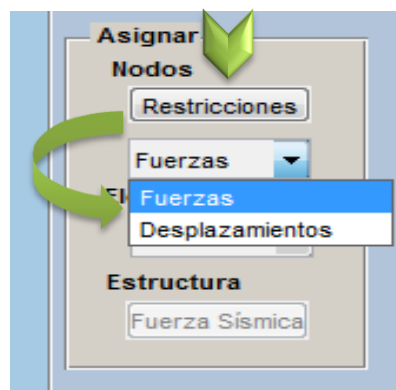 Asignar
Nodos
Restricciones
Fuerzas
Fuerzas
Desplazamientos
Estructura
Fuerza Sísmica